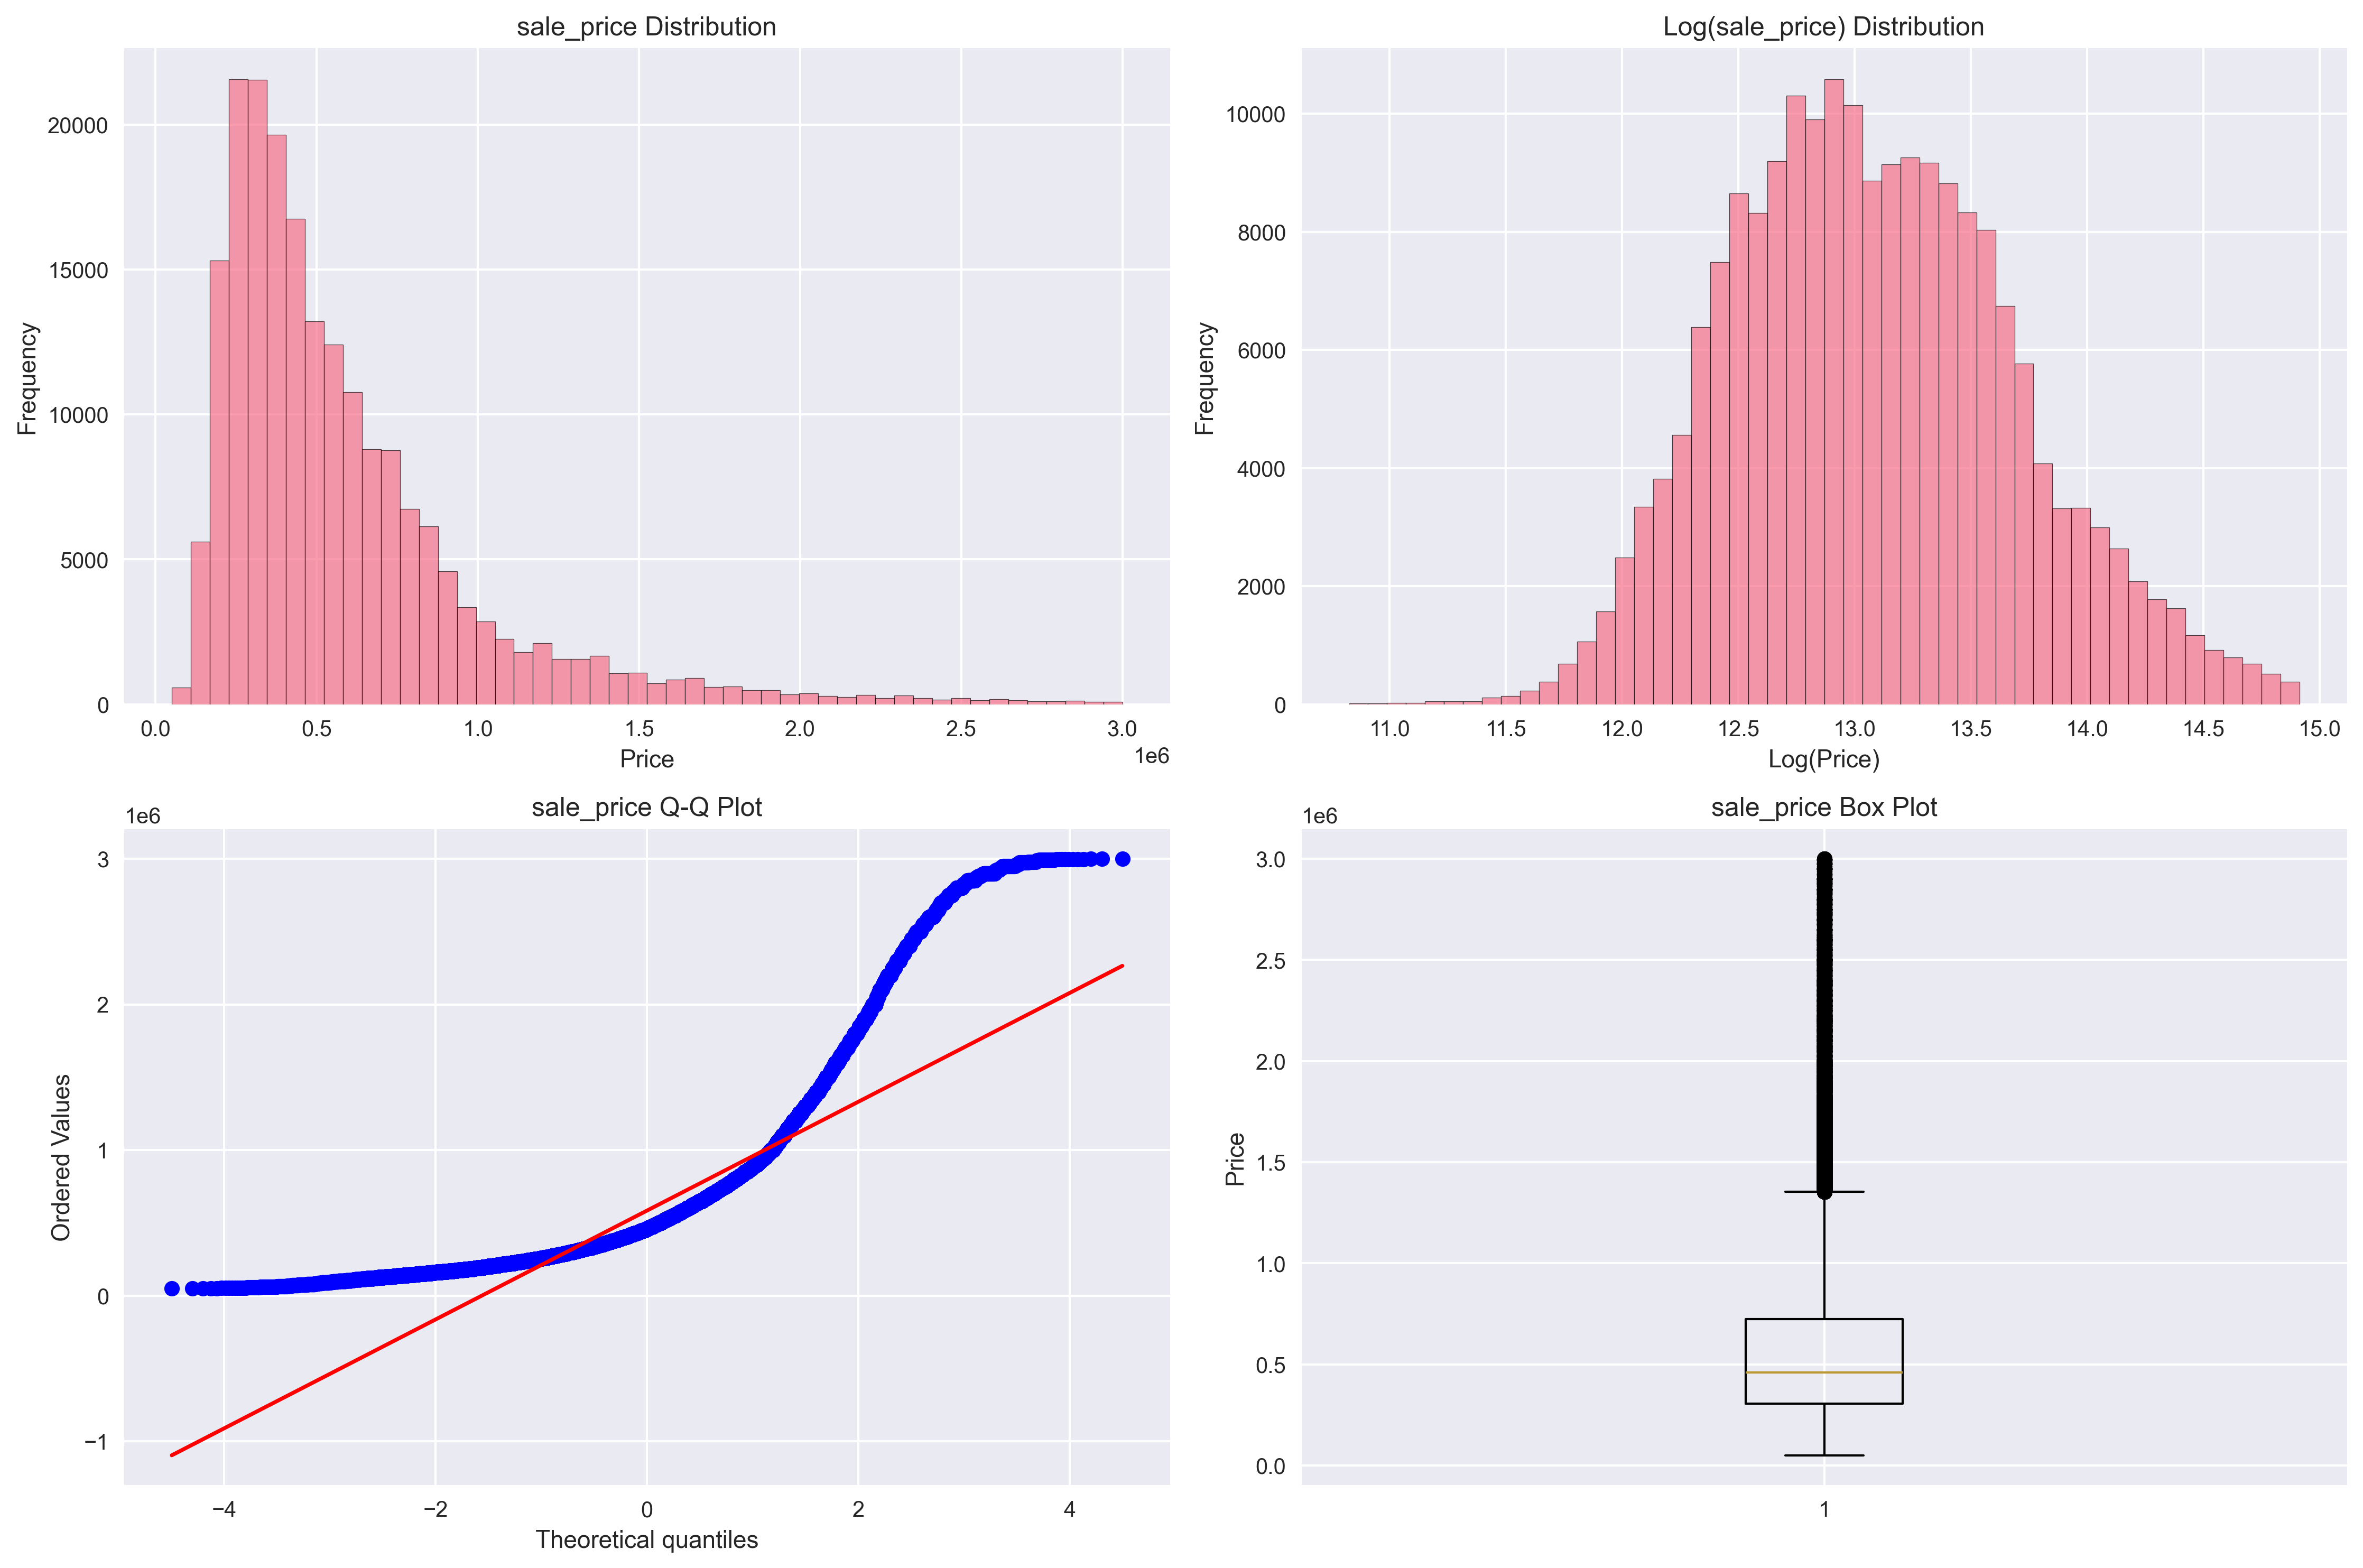 sale_price Distribution
Frequency
20000
15000
10000
5000
0
0.0 0.5 1.0 1.5 2.0 2.5 3.0
1e6
Price
Log(sale_price) Distribution
Frequency
10000
8000
6000
4000
2000
0
11.0 11.5 12.0 12.5 13.0 13.5 14.0 14.5 15.0
Log(Price)
sale_price Q-Q Plot
1e6
Ordered Values
3
2
1
0
−1
−4 −2 0 2 4
Theoretical quantiles
sale_price Box Plot
1e6
Price
3.0
2.5
2.0
1.5
1.0
0.5
0.0
1